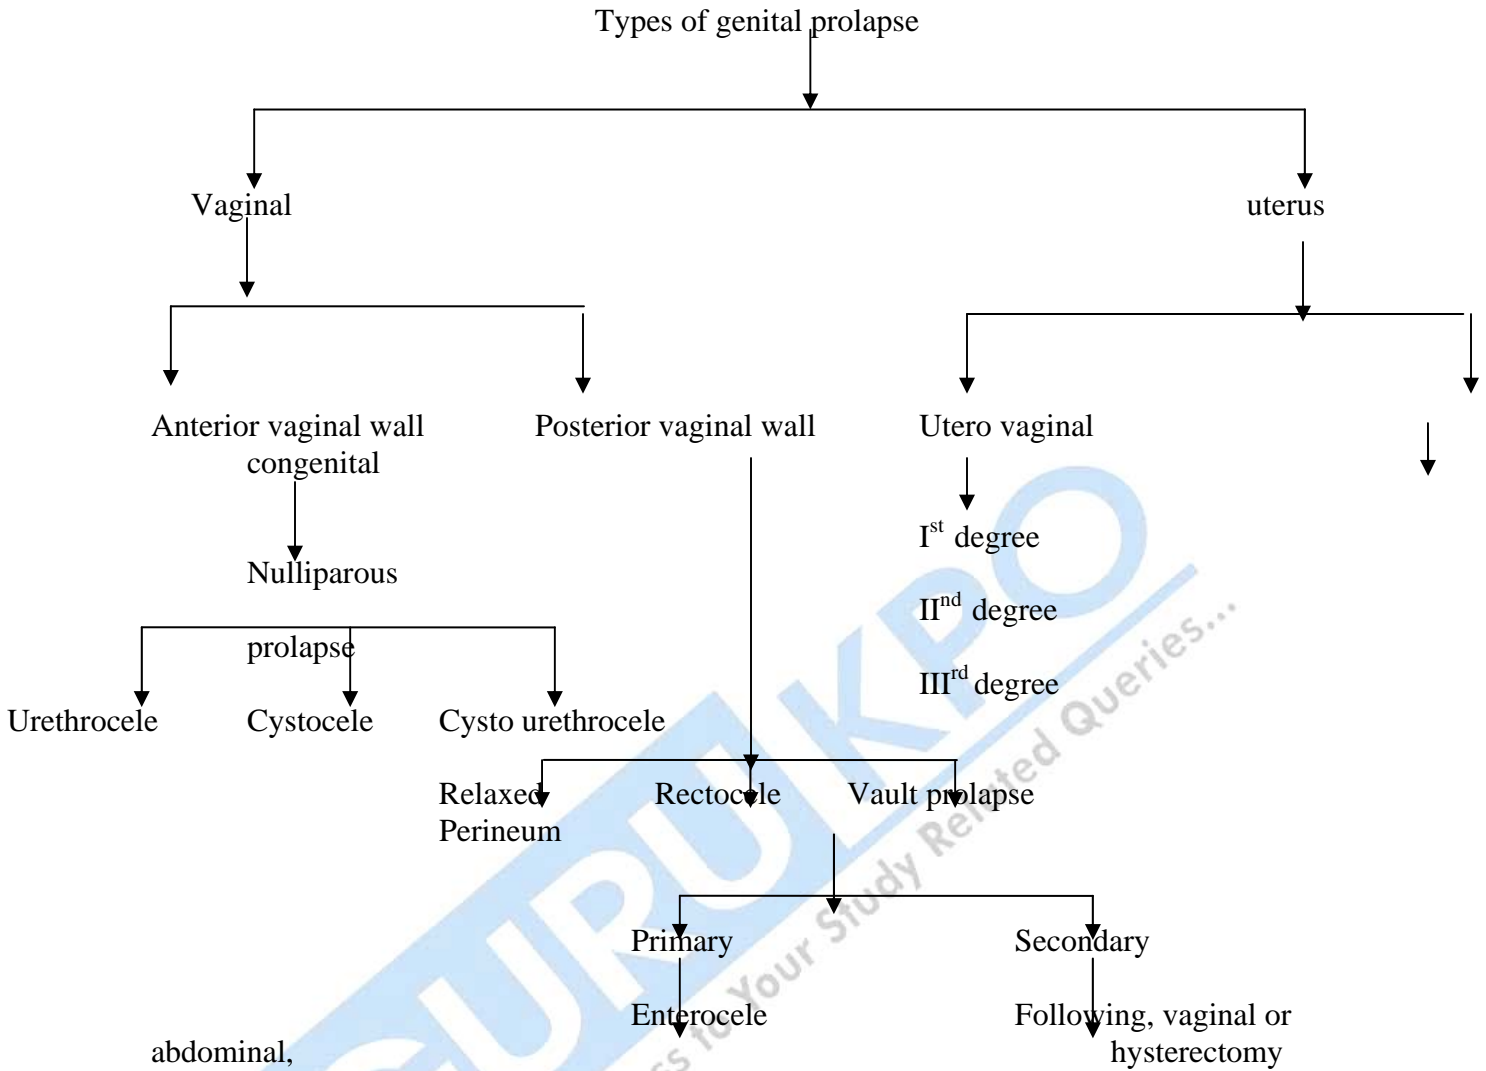 Types of genital prolapse
Vaginal uterus
Anterior vaginal wall Posterior vaginal wall Utero vaginal
congenital
Ist degree
Nulliparous
IInd degree
prolapse
IIIrd degree
Urethrocele Cystocele Cysto urethrocele
Relaxed Rectocele Vault prolapse
Perineum
Primary Secondary
Enterocele Following, vaginal or
abdominal, hysterectomy
GURUKPO
ss to Your Study Related Queries...